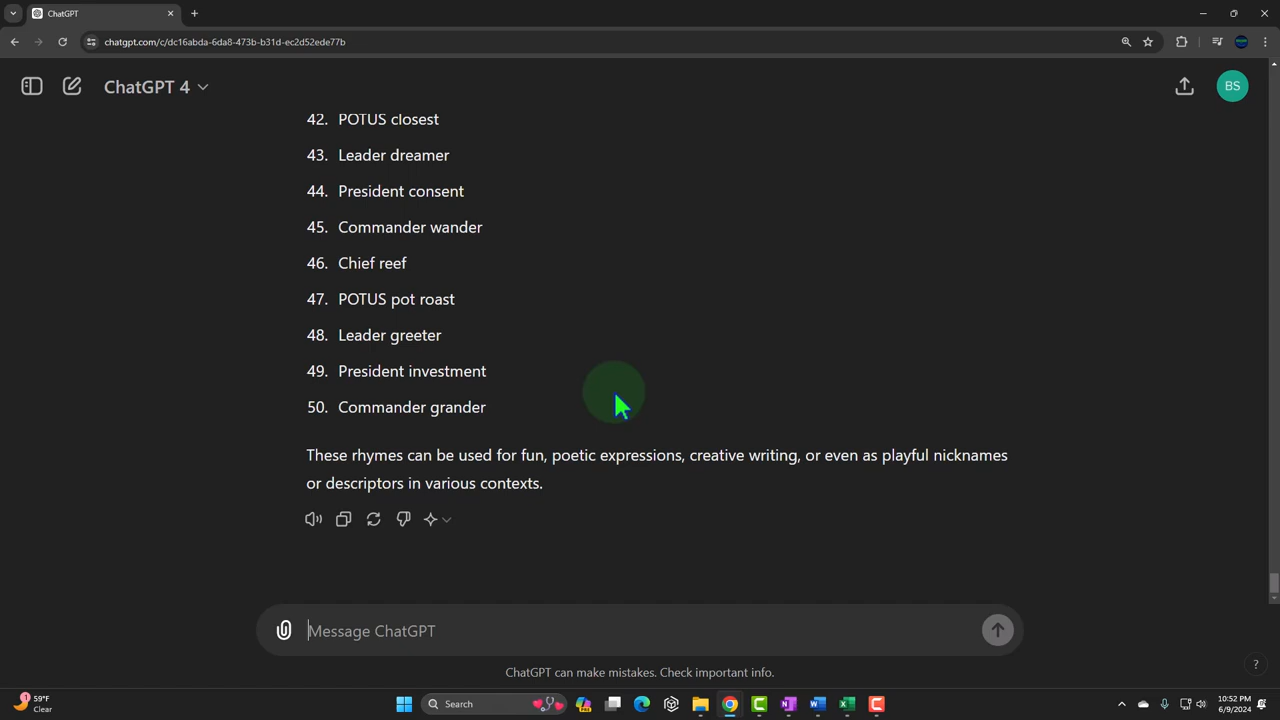 ChatGPT
chatgpt.com/c/dc16abda-6da8-473b-b31d-ec2d52ede77b
ChatGPT 4
BS
42. POTUS closest
43. Leader dreamer
44. President consent
45. Commander wander
46. Chief reef
47. POTUS pot roast
48. Leader greeter
49. President investment
50. Commander grander
These rhymes can be used for fun, poetic expressions, creative writing, or even as playful nicknames
or descriptors in various contexts.
Message ChatGPT
ChatGPT can make mistakes. Check important info.
?
1
59°F
Clear
Search
10:52 PM
6/9/2024